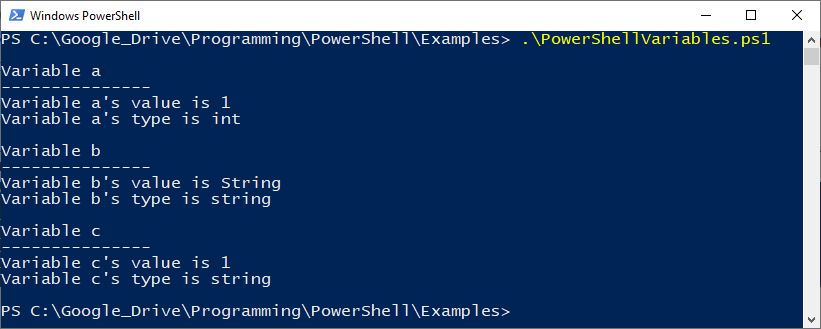 Windows PowerShell
PS C:\Google_Drive\Programming\PowerShell\Examples> .\PowerShellVariables.ps1
Variable a
---------------
Variable a's value is 1
Variable a's type is int
Variable b
---------------
Variable b's value is String
Variable b's type is string
Variable c
---------------
Variable c's value is 1
Variable c's type is string
PS C:\Google_Drive\Programming\PowerShell\Examples>